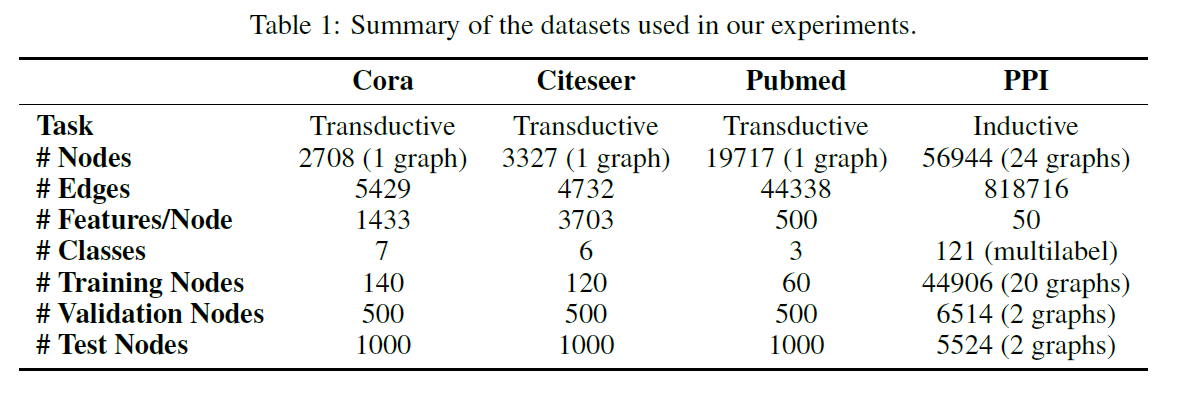 Table 1: Summary of the datasets used in our experiments.
Cora Citeseer Pubmed PPI
Task Transductive Transductive Transductive Inductive
# Nodes 2708 (1 graph) 3327 (1 graph) 19717 (1 graph) 56944 (24 graphs)
# Edges 5429 4732 44338 818716
# Features/Node 1433 3703 500 50
# Classes 7 6 3 121 (multilabel)
# Training Nodes 140 120 60 44906 (20 graphs)
# Validation Nodes 500 500 500 6514 (2 graphs)
# Test Nodes 1000 1000 1000 5524 (2 graphs)